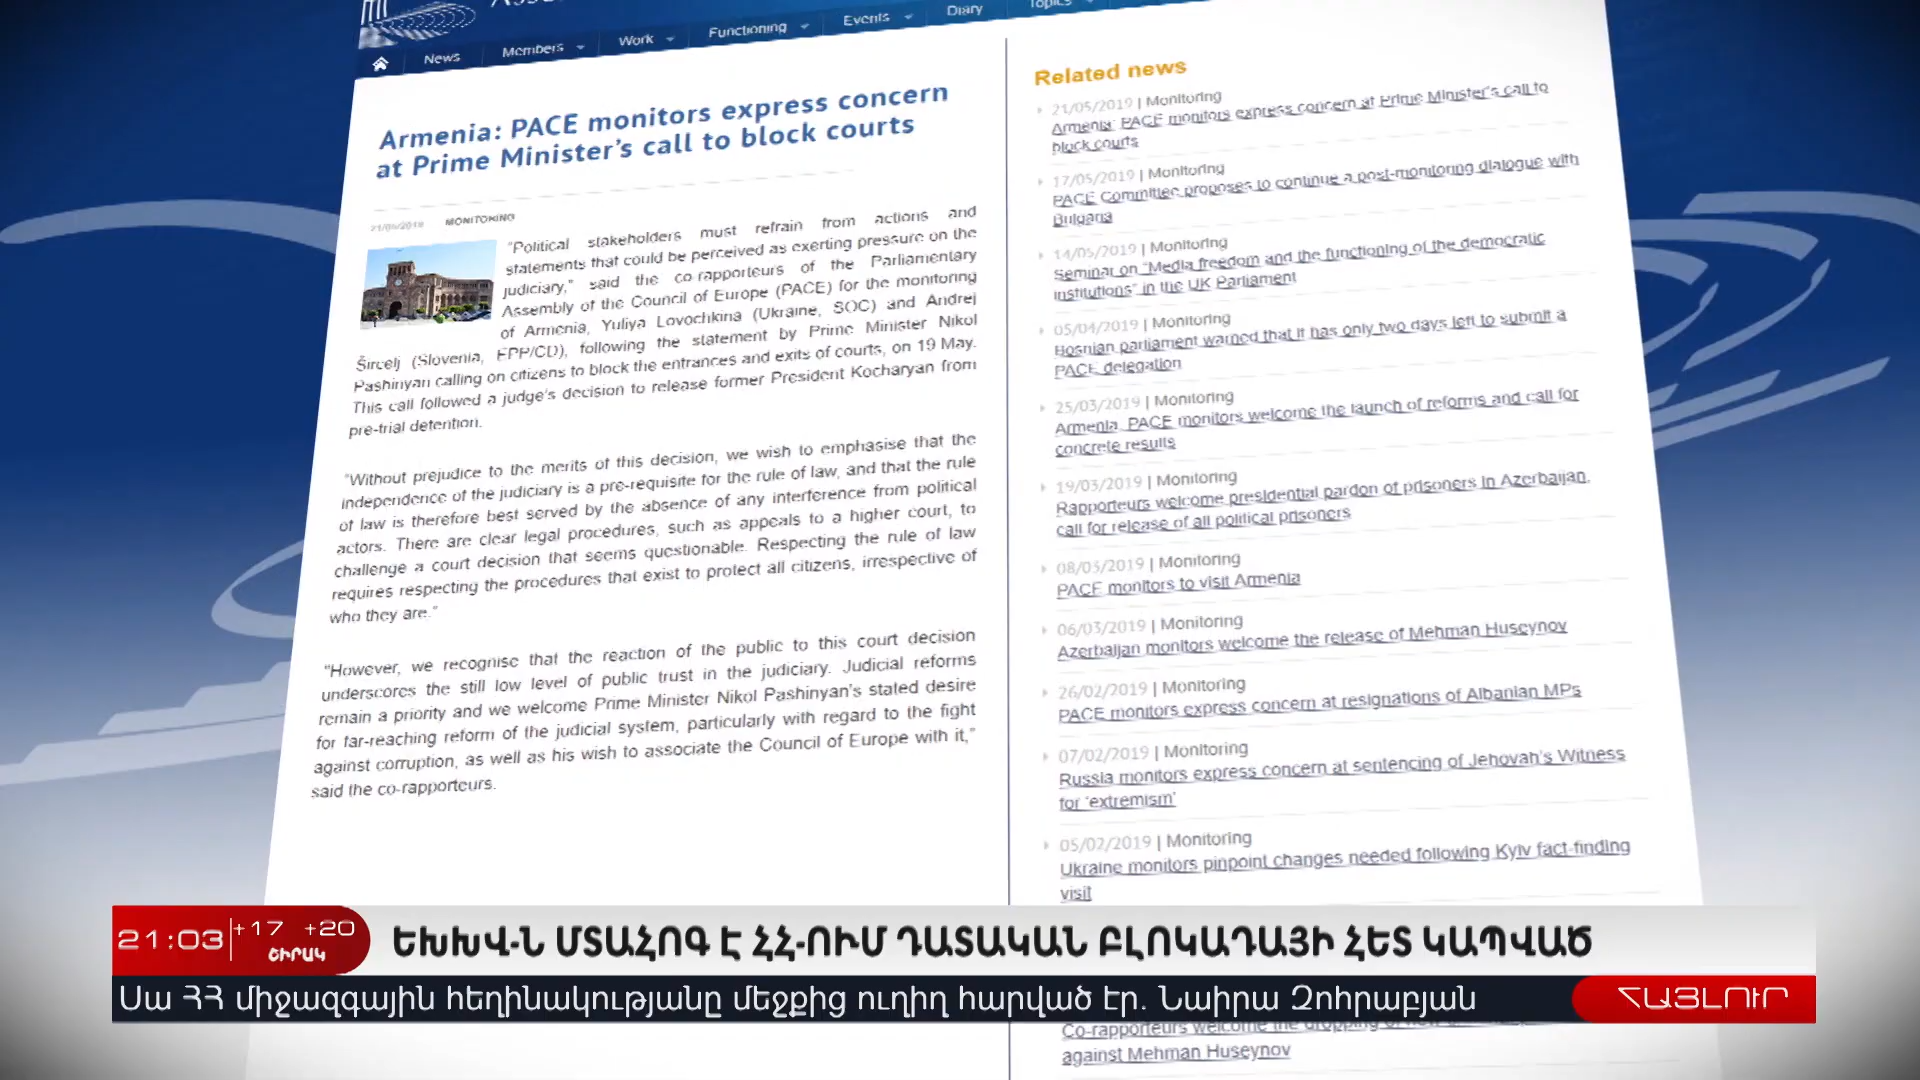 News
Members
Work
Functioning
Events
Diary
Topics
Armenia: PACE monitors express concern
at Prime Minister's call to block courts
21/05/2019 MONITORING
“Political stakeholders must refrain from actions and
statements that could be perceived as exerting pressure on the
judiciary,” said the co-rapporteurs of the Parliamentary
Assembly of the Council of Europe (PACE) for the monitoring
of Armenia, Yuliya Lovochkina (Ukraine, SOC) and Andrej
Šircelj (Slovenia, EPP/CD), following the statement by Prime Minister Nikol
Pashinyan calling on citizens to block the entrances and exits of courts, on 19 May.
This call followed a judge's decision to release former President Kocharyan from
pre-trial detention.
“Without prejudice to the merits of this decision, we wish to emphasise that the
independence of the judiciary is a pre-requisite for the rule of law, and that the rule
of law is therefore best served by the absence of any interference from political
actors. There are clear legal procedures, such as appeals to a higher court, to
challenge a court decision that seems questionable. Respecting the rule of law
requires respecting the procedures that exist to protect all citizens, irrespective of
who they are.”
“However, we recognise that the reaction of the public to this court decision
underscores the still low level of public trust in the judiciary. Judicial reforms
remain a priority and we welcome Prime Minister Nikol Pashinyan's stated desire
for far-reaching reform of the judicial system, particularly with regard to the fight
against corruption, as well as his wish to associate the Council of Europe with it,”
said the co-rapporteurs.
Related news
21/05/2019 | Monitoring
Armenia: PACE monitors express concern at Prime Minister's call to
block courts
17/05/2019 | Monitoring
PACE Committee proposes to continue a post-monitoring dialogue with
Bulgaria
14/05/2019 | Monitoring
Seminar on “Media freedom and the functioning of the democratic
institutions” in the UK Parliament
05/04/2019 | Monitoring
Bosnian parliament warned that it has only two days left to submit a
PACE delegation
25/03/2019 | Monitoring
Armenia: PACE monitors welcome the launch of reforms and call for
concrete results
19/03/2019 | Monitoring
Rapporteurs welcome presidential pardon of prisoners in Azerbaijan,
call for release of all political prisoners
08/03/2019 | Monitoring
PACE monitors to visit Armenia
06/03/2019 | Monitoring
Azerbaijan monitors welcome the release of Mehman Huseynov
26/02/2019 | Monitoring
PACE monitors express concern at resignations of Albanian MPs
07/02/2019 | Monitoring
Russia monitors express concern at sentencing of Jehovah's Witness
for 'extremism'
05/02/2019 | Monitoring
Ukraine monitors pinpoint changes needed following Kyiv fact-finding
visit
21:03 +17 +20
ՇԻՐԱԿ
ԵԽԽՎ-Ն ՄՏԱՀՈԳ Է ՀՀ-ՈՒՄ ԴԱՏԱԿԱՆ ԲԼՈԿԱԴԱՅԻ ՀԵՏ ԿԱՊՎԱԾ
Սա ՀՀ միջազգային հեղինակությանը մեջքից ուղիղ հարված էր. Նաիրա Զոհրաբյան
ՀԱՅԼՈՒՐ
Co-rapporteurs welcome the dropping of
against Mehman Huseynov